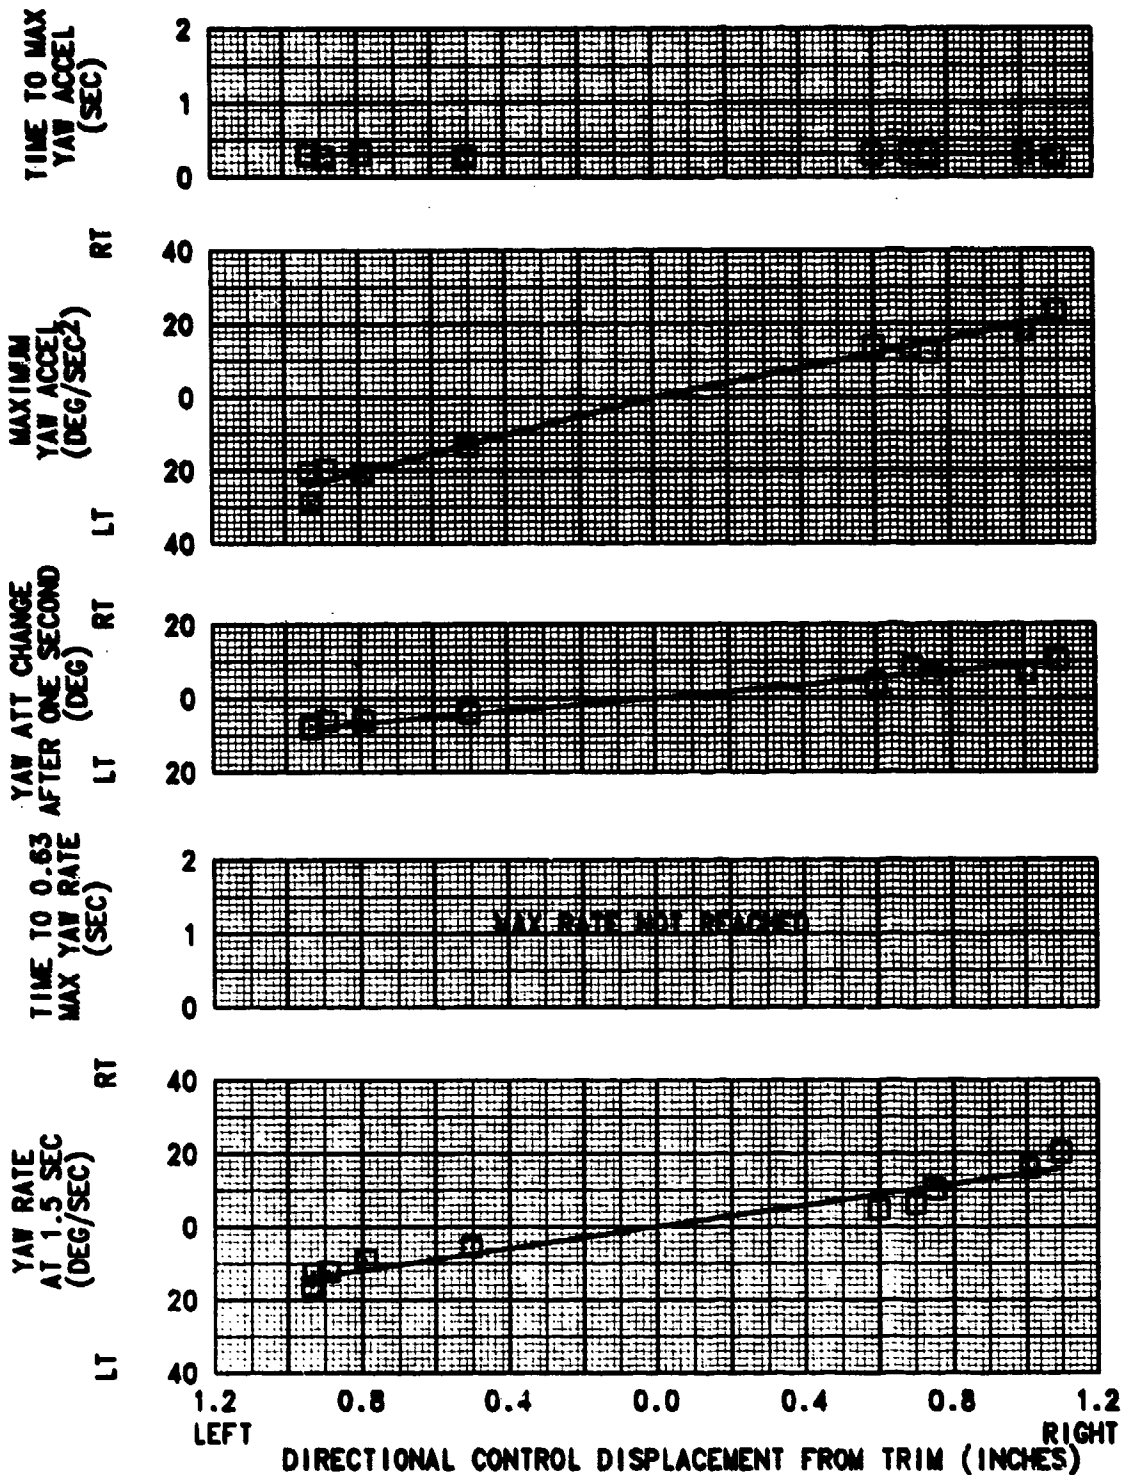 2
1
0
TIME TO MAX
YAW ACCEL
(SEC)
RT
40
20
0
20
40
LT
MAXIMUM
YAW ACCEL
(DEG/SEC²)
RT
20
0
20
LT
YAW ATT CHANGE
AFTER ONE SECOND
(DEG)
2
1
0
TIME TO 0.63
MAX YAW RATE
(SEC)
MAX RATE NOT REACHED
RT
40
20
0
20
40
LT
YAW RATE
AT 1.5 SEC
(DEG/SEC)
1.2 0.8 0.4 0.0 0.4 0.8 1.2
LEFT RIGHT
DIRECTIONAL CONTROL DISPLACEMENT FROM TRIM (INCHES)